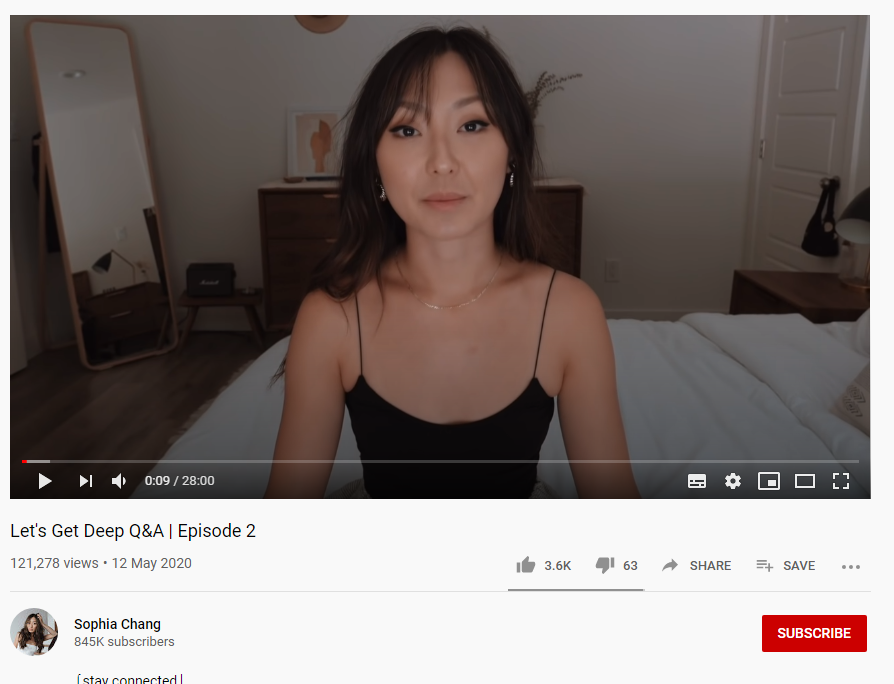 Marshall
0:09 / 28:00
Let's Get Deep Q&A | Episode 2
121,278 views • 12 May 2020
3.6K
63
SHARE
SAVE
Sophia Chang
845K subscribers
SUBSCRIBE
⌠stay connected⌡